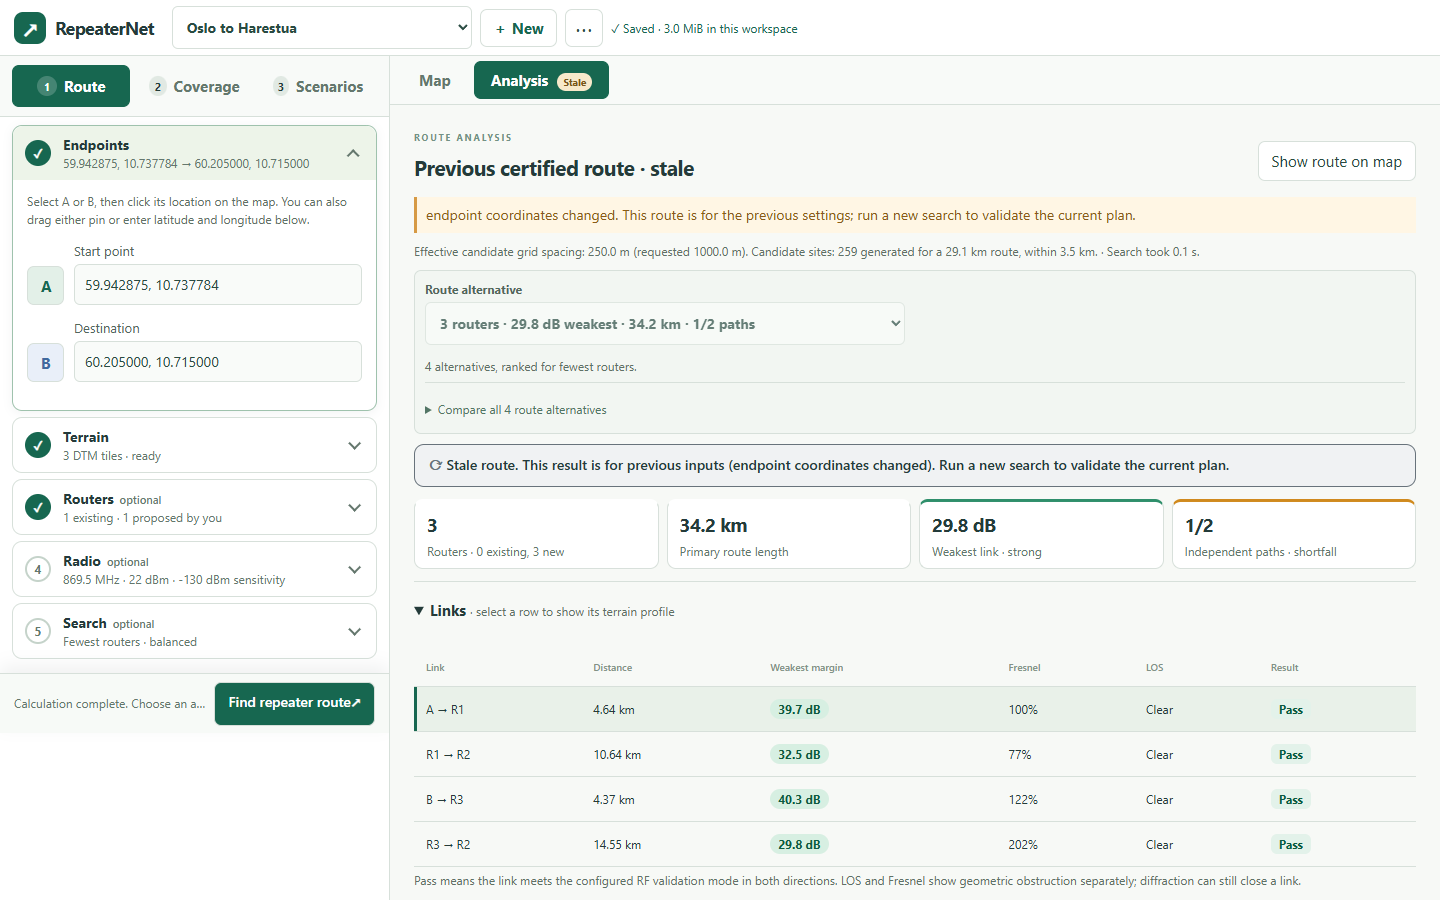 RepeaterNet
Oslo to Harestua
+ New
...
✓ Saved · 3.0 MiB in this workspace
1 Route
2 Coverage
3 Scenarios
Map
Analysis Stale
Endpoints
59.942875, 10.737784 → 60.205000, 10.715000
Select A or B, then click its location on the map. You can also
drag either pin or enter latitude and longitude below.
Start point
A
59.942875, 10.737784
Destination
B
60.205000, 10.715000
Terrain
3 DTM tiles · ready
Routers optional
1 existing · 1 proposed by you
4
Radio optional
869.5 MHz · 22 dBm · -130 dBm sensitivity
5
Search optional
Fewest routers · balanced
Calculation complete. Choose an a...
Find repeater route↗
ROUTE ANALYSIS
Previous certified route · stale
Show route on map
endpoint coordinates changed. This route is for the previous settings; run a new search to validate the current plan.
Effective candidate grid spacing: 250.0 m (requested 1000.0 m). Candidate sites: 259 generated for a 29.1 km route, within 3.5 km. · Search took 0.1 s.
Route alternative
3 routers · 29.8 dB weakest · 34.2 km · 1/2 paths
4 alternatives, ranked for fewest routers.
▶ Compare all 4 route alternatives
⟳ Stale route. This result is for previous inputs (endpoint coordinates changed). Run a new search to validate the current plan.
3
Routers · 0 existing, 3 new
34.2 km
Primary route length
29.8 dB
Weakest link · strong
1/2
Independent paths · shortfall
▼ Links · select a row to show its terrain profile
Link Distance Weakest margin Fresnel LOS Result
A → R1 4.64 km 39.7 dB 100% Clear Pass
R1 → R2 10.64 km 32.5 dB 77% Clear Pass
B → R3 4.37 km 40.3 dB 122% Clear Pass
R3 → R2 14.55 km 29.8 dB 202% Clear Pass
Pass means the link meets the configured RF validation mode in both directions. LOS and Fresnel show geometric obstruction separately; diffraction can still close a link.